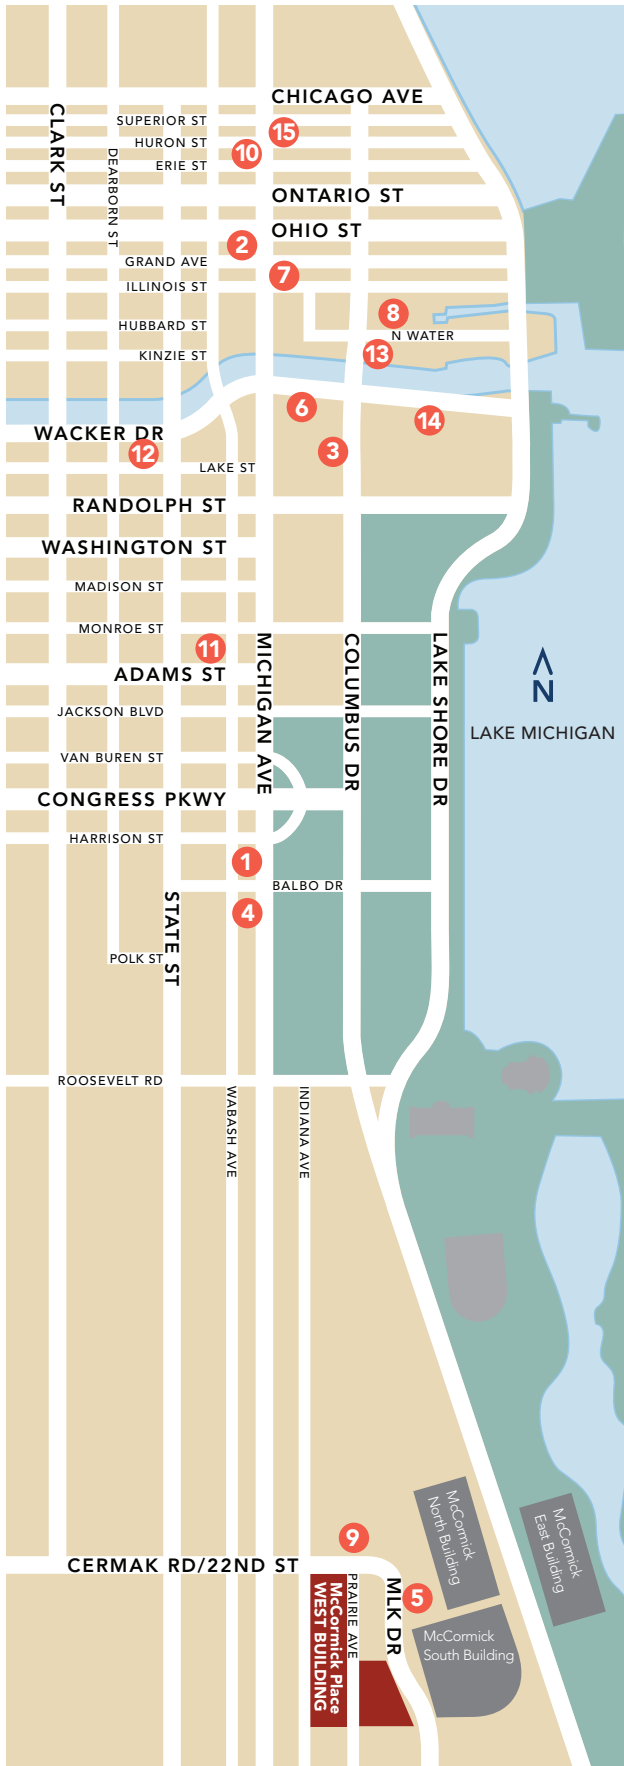 CHICAGO AVE
CLARK ST
SUPERIOR ST
15
HURON ST
10
DEARBORN ST
ERIE ST
ONTARIO ST
OHIO ST
2
GRAND AVE
7
ILLINOIS ST
8
HUBBARD ST
N WATER
KINZIE ST
13
6
14
WACKER DR
12
3
LAKE ST
RANDOLPH ST
WASHINGTON ST
MADISON ST
MONROE ST
11
MICHIGAN AVE
COLUMBUS DR
LAKE SHORE DR
ADAMS ST
N
JACKSON BLVD
LAKE MICHIGAN
VAN BUREN ST
CONGRESS PKWY
HARRISON ST
1
BALBO DR
STATE ST
4
POLK ST
ROOSEVELT RD
WABASH AVE
INDIANA AVE
McCormick
North Building
McCormick
East Building
9
CERMAK RD/22ND ST
McCormick Place
WEST BUILDING
PRAIRIE AVE
MLK DR
5
McCormick
South Building